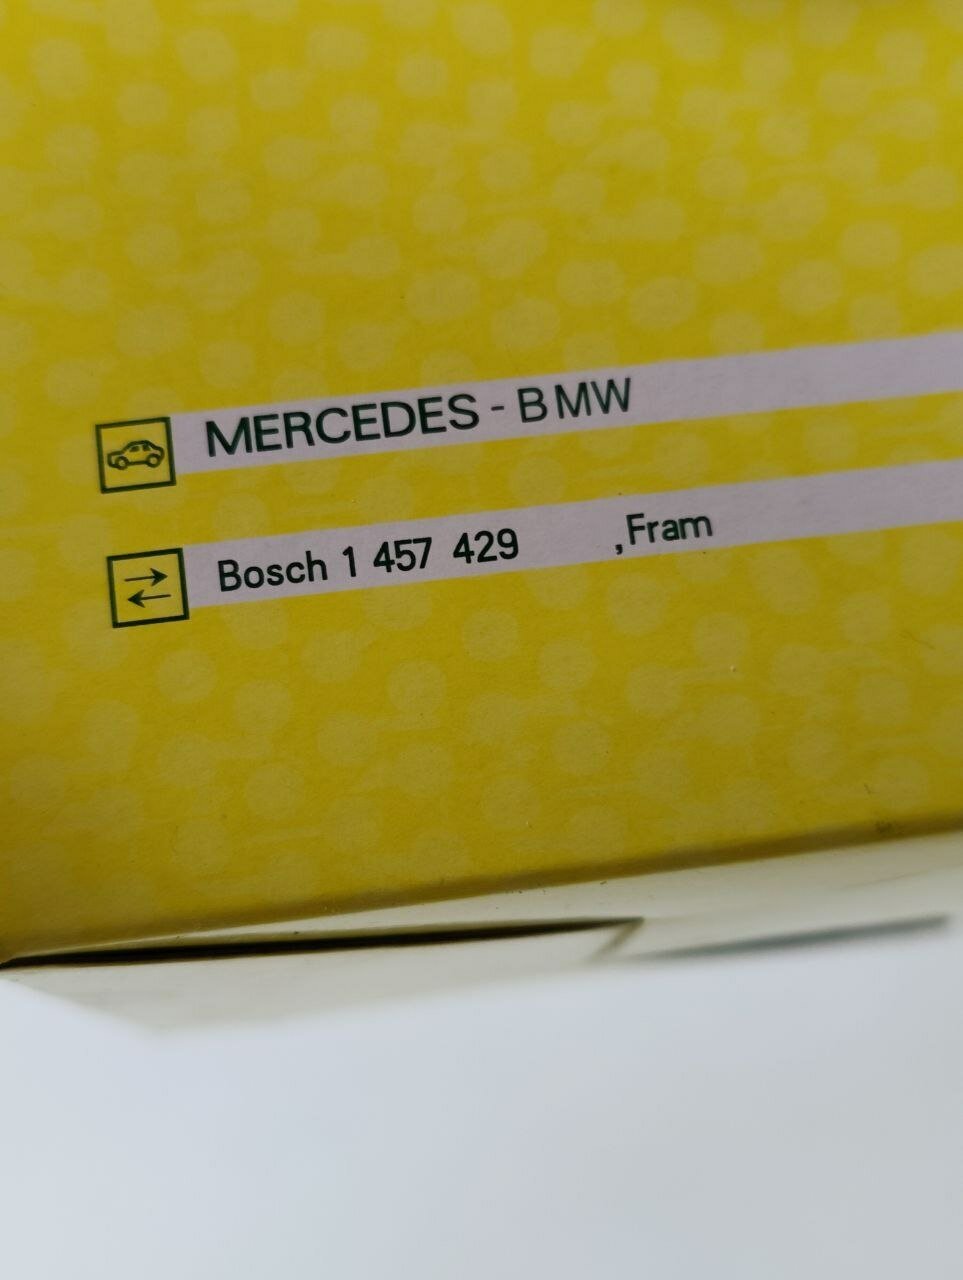 MERCEDES - BMW
Bosch 1 457 429 ,Fram